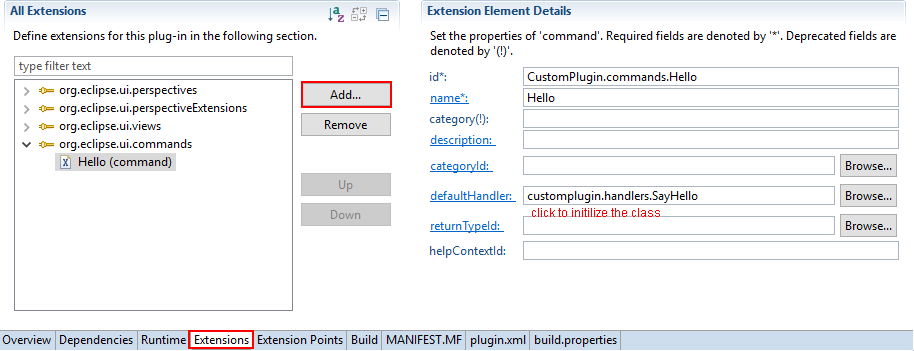 All Extensions
Define extensions for this plug-in in the following section.
type filter text
org.eclipse.ui.perspectives
org.eclipse.ui.perspectiveExtensions
org.eclipse.ui.views
org.eclipse.ui.commands
Hello (command)
Add...
Remove
Up
Down
Extension Element Details
Set the properties of 'command'. Required fields are denoted by '*'. Deprecated fields are
denoted by '(!)'.
id*: CustomPlugin.commands.Hello
name*: Hello
category(!):
description:
categoryId: Browse...
defaultHandler: customplugin.handlers.SayHello Browse...
click to initilize the class
returnTypeId: Browse...
helpContextId:
Overview Dependencies Runtime Extensions Extension Points Build MANIFEST.MF plugin.xml build.properties